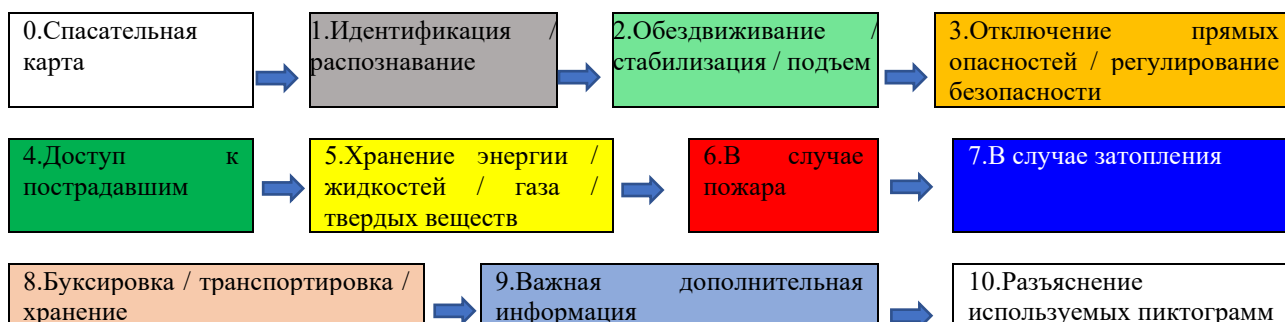 0.Спасательная
карта
1.Идентификация /
распознавание
2.Обездвиживание /
стабилизация / подъем
3.Отключение прямых
опасностей / регулирование
безопасности
4.Доступ к
пострадавшим
5.Хранение энергии /
жидкостей / газа /
твердых веществ
6.В случае
пожара
7.В случае затопления
8.Буксировка / транспортировка /
хранение
9.Важная дополнительная
информация
10.Разъяснение
используемых пиктограмм